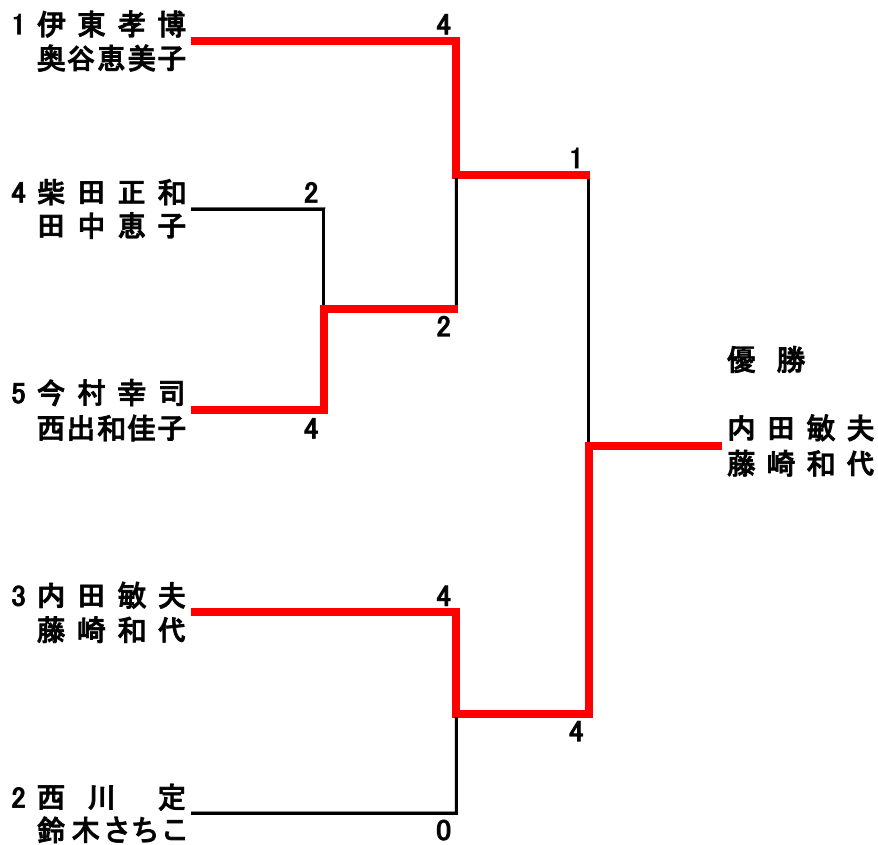 1 伊東孝博
奥谷恵美子
4
1
4 柴田正和
田中恵子
2
2
5 今村幸司
西出和佳子
4
優勝
内田敏夫
藤崎和代
3 内田敏夫
藤崎和代
4
4
2 西川 定
鈴木さちこ
0